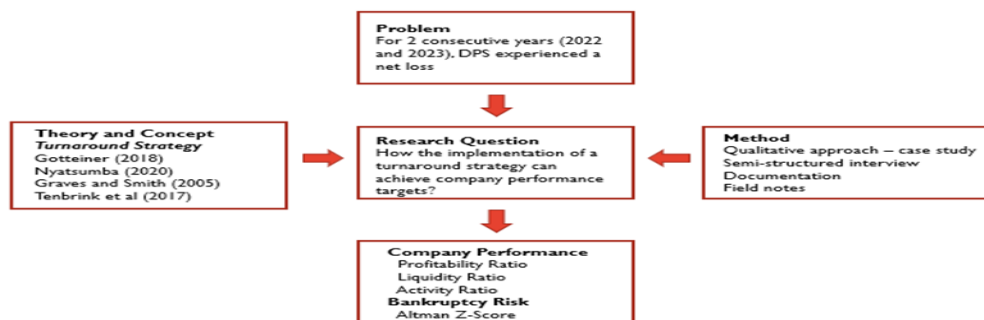 Problem
For 2 consecutive years (2022
and 2023), DPS experienced a
net loss
Theory and Concept
Turnaround Strategy
Gotteiner (2018)
Nyatsumba (2020)
Graves and Smith (2005)
Tenbrink et al (2017)
Research Question
How the implementation of a
turnaround strategy can
achieve company performance
targets?
Method
Qualitative approach – case study
Semi-structured interview
Documentation
Field notes
Company Performance
Profitability Ratio
Liquidity Ratio
Activity Ratio
Bankruptcy Risk
Altman Z-Score